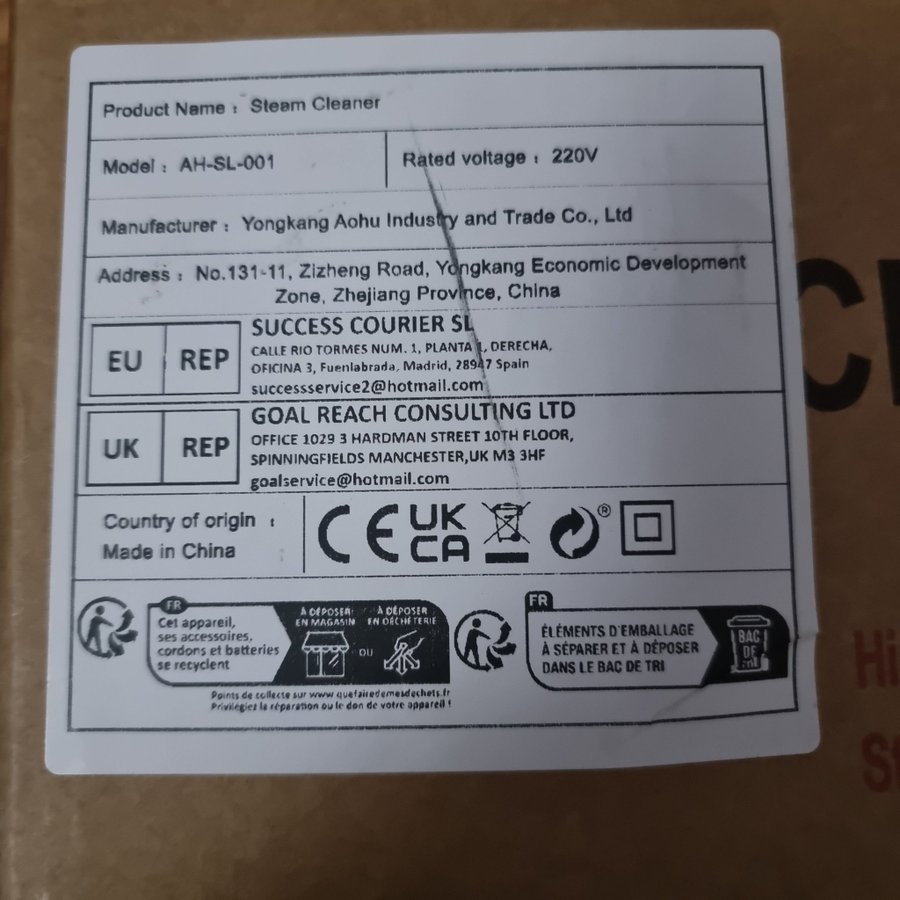 Product Name : Steam Cleaner
Model : AH-SL-001
Rated voltage : 220V
Manufacturer : Yongkang Aohu Industry and Trade Co., Ltd
Address : No.131-11, Zizheng Road, Yongkang Economic Development
Zone, Zhejiang Province, China
EU REP
SUCCESS COURIER SL
CALLE RIO TORMES NUM. 1, PLANTA 1, DERECHA,
OFICINA 3, Fuenlabrada, Madrid, 28947 Spain
successservice2@hotmail.com
UK REP
GOAL REACH CONSULTING LTD
OFFICE 1029 3 HARDMAN STREET 10TH FLOOR,
SPINNINGFIELDS MANCHESTER,UK M3 3HF
goalservice@hotmail.com
Country of origin :
Made in China
CE
UK
CA
®
FR
Cet appareil,
ses accessoires,
cordons et batteries
se recyclent
À DÉPOSER
EN MAGASIN
OU
À DÉPOSER
EN DÉCHÈTERIE
Points de collecte sur www.quefairedemesdechets.fr
Privilégiez la réparation ou le don de votre appareil !
FR
ÉLÉMENTS D'EMBALLAGE
À SÉPARER ET À DÉPOSER
DANS LE BAC DE TRI
BAC
DE
TRI